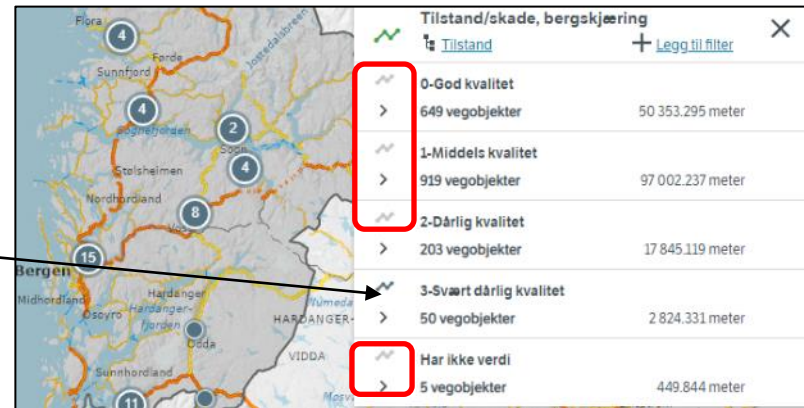 Flora
4
Førde
Sunnfjord
Jostedalsbreen
4
2
Sognefjorden
Sogn
4
Stølsheimen
Nordhordland
8
Voss
15
Bergen
Midhordland
Hardanger
Osøyro
Hardanger-
fjorden
HARDANGER-
Odda
VIDDA
Sunnhordland
11
Tilstand/skade, bergskjæring
Tilstand
Legg til filter
0-God kvalitet
649 vegobjekter 50 353.295 meter
1-Middels kvalitet
919 vegobjekter 97 002.237 meter
2-Dårlig kvalitet
203 vegobjekter 17 845.119 meter
3-Svært dårlig kvalitet
50 vegobjekter 2 824.331 meter
Har ikke verdi
5 vegobjekter 449.844 meter